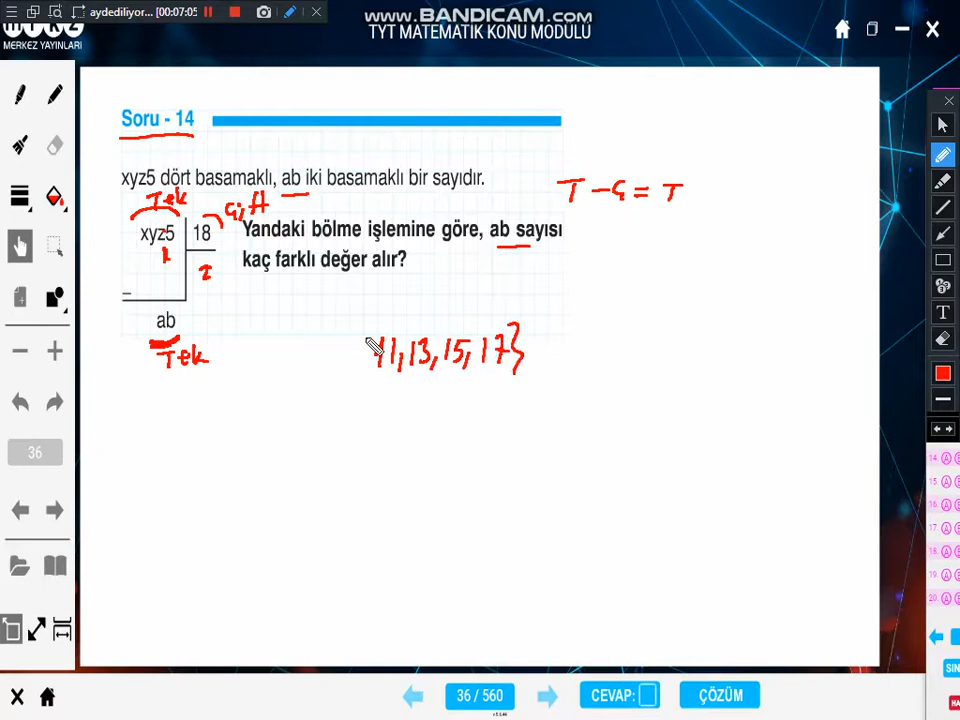 aydediliyor... [00:07:05]
www.BANDICAM.com
MERKEZ YAYINLARI
TYT MATEMATİK KONU MODÜLÜ
Soru - 14
xyz5 dört basamaklı, ab iki basamaklı bir sayıdır.
Tek
Çift
T - Ç = T
xyz5 18
Yandaki bölme işlemine göre, ab sayısı
kaç farklı değer alır?
ab
Tek
11, 13, 15, 17}
36
14. A
15. A
16. A
17. A
18. A
19. A
20. A
36 / 560
CEVAP:
ÇÖZÜM